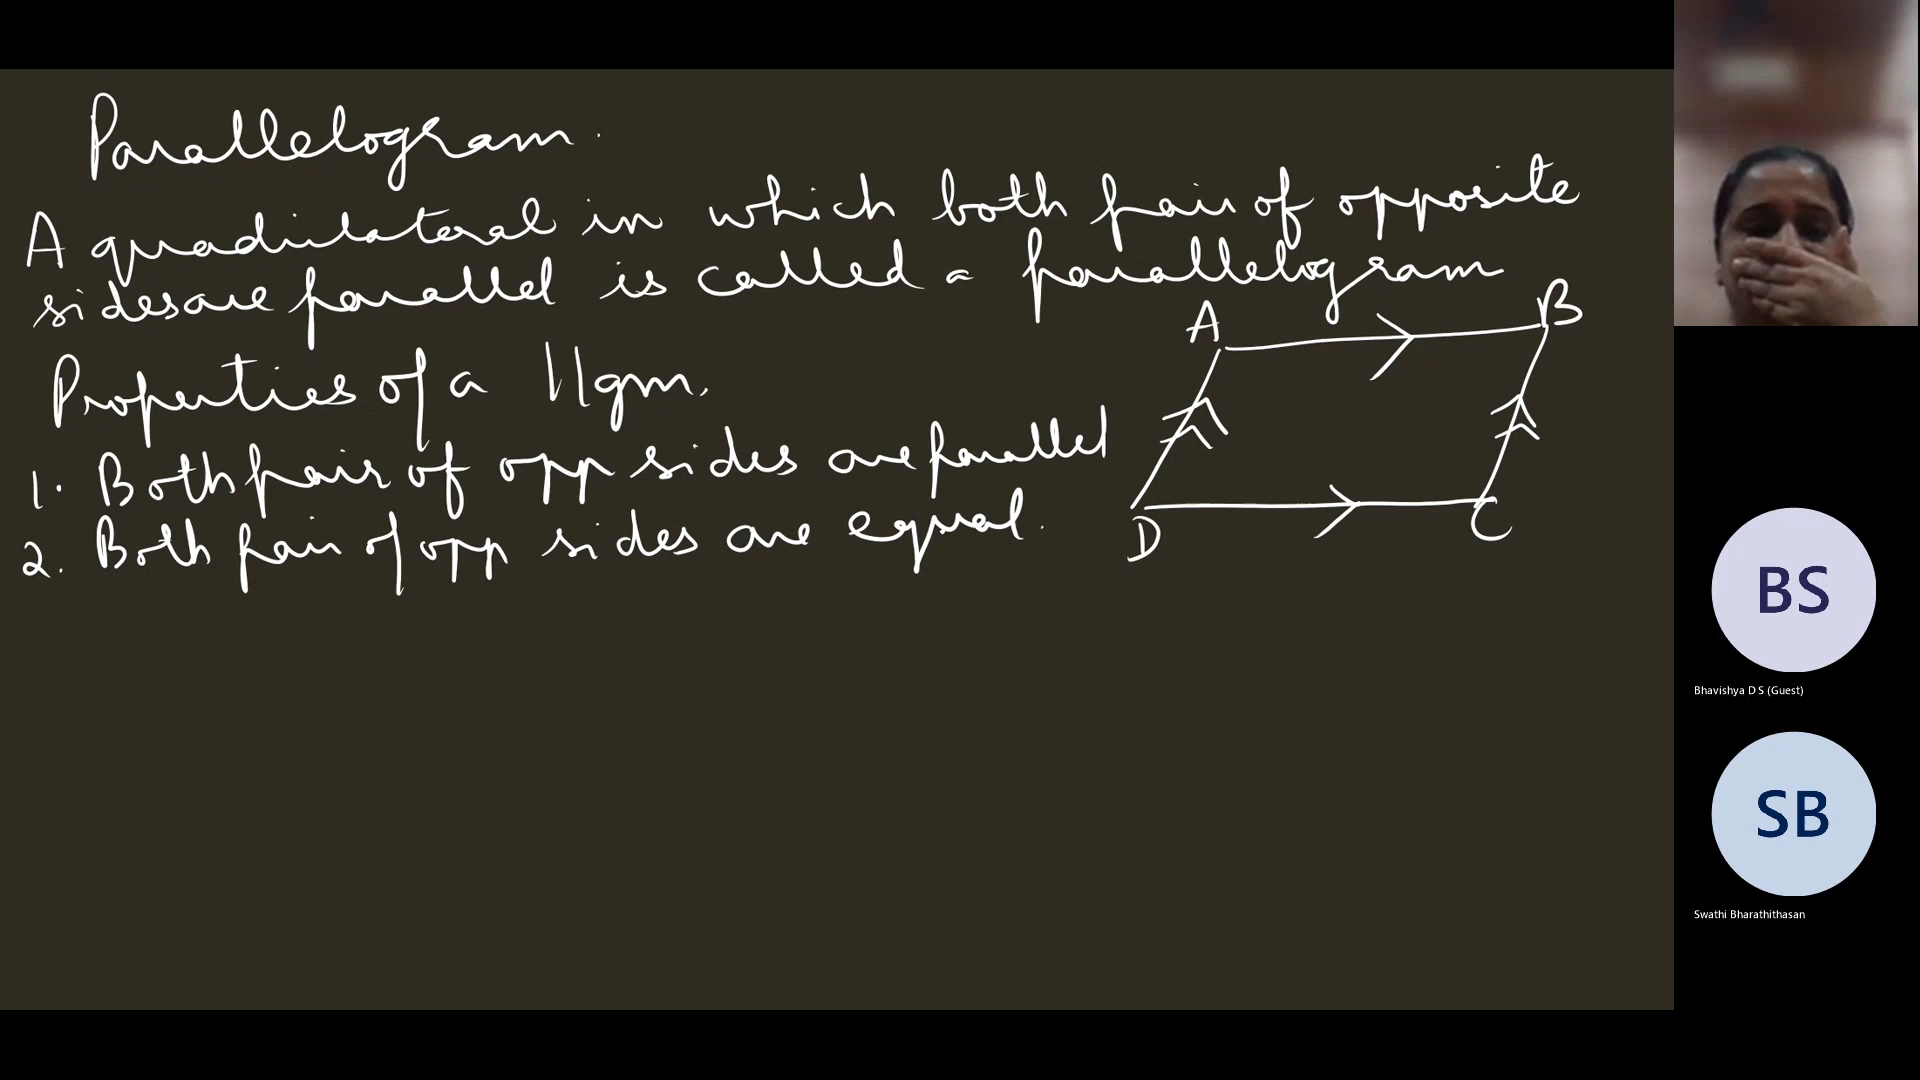 Parallelogram.
A quadrilateral in which both pair of opposite
sides are parallel is called a parallelogram
A
B
Properties of a llgm.
1. Both pair of opp sides are parallel
2. Both pair of opp sides are equal.
D
C
BS
Bhavishya D S (Guest)
SB
Swathi Bharathithasan